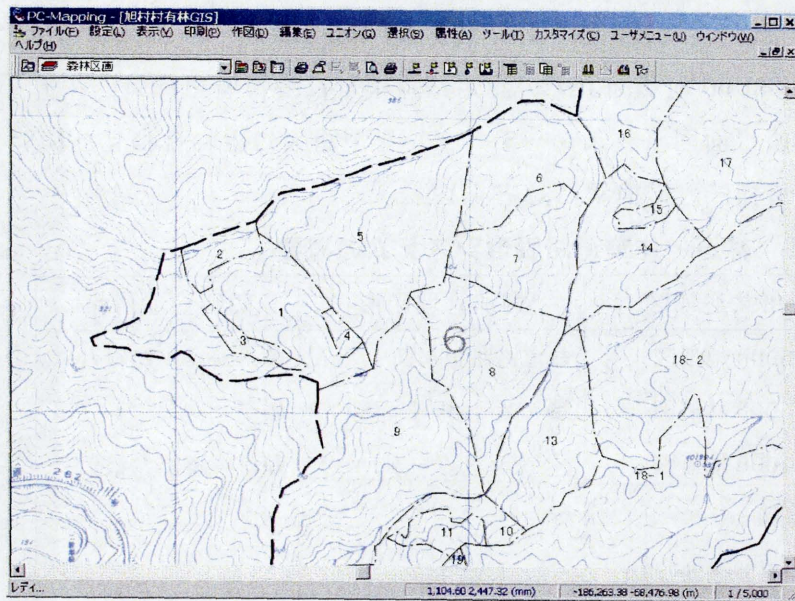 PC-Mapping - [旭村村有林GIS]
ファイル(F) 設定(L) 表示(V) 印刷(P) 作図(D) 編集(E) ユニオン(Q) 選択(S) 属性(A) ツール(T) カスタマイズ(C) ユーザメニュー(U) ウインドウ(W)
ヘルプ(H)
森林区画
16
17
6
15
5
2
14
7
1
3
4
6
8
18-2
9
13
18-1
262
11
10
19
レディ...
1,104.60 2,447.32 (mm)
-186,263.38 -68,476.98 (m)
1 / 5,000